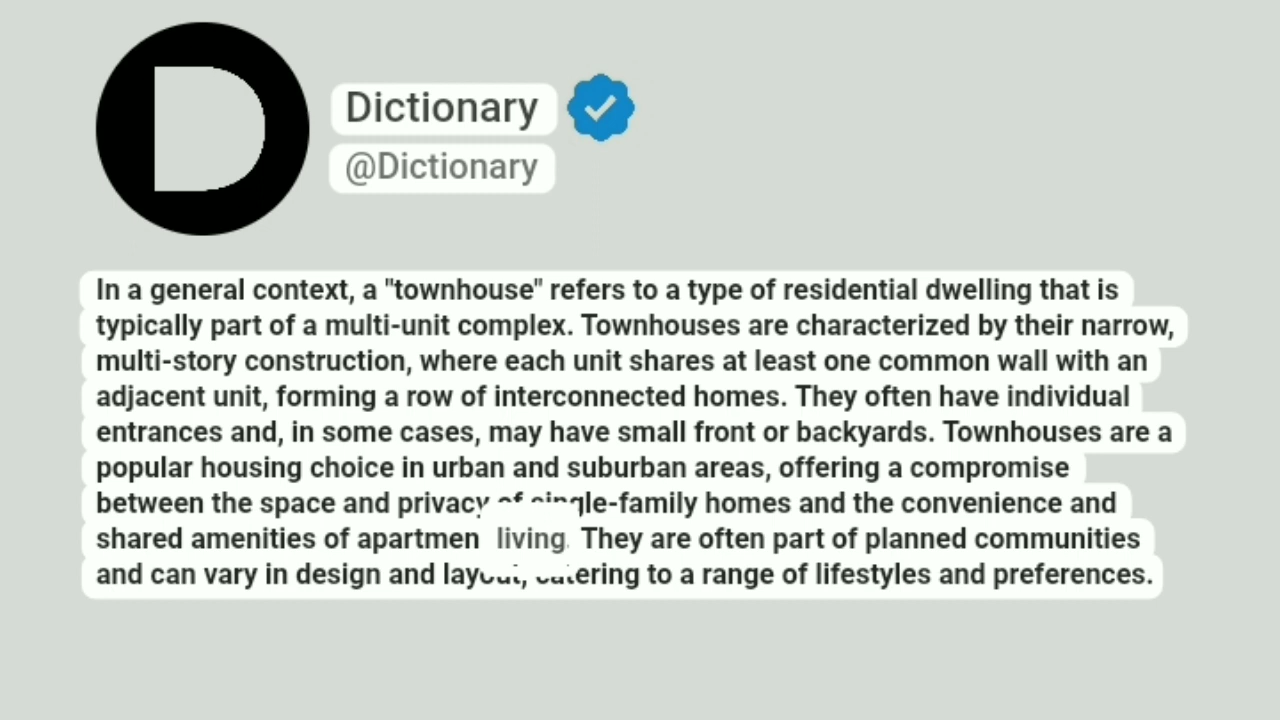 D
Dictionary
@Dictionary
In a general context, a "townhouse" refers to a type of residential dwelling that is
typically part of a multi-unit complex. Townhouses are characterized by their narrow,
multi-story construction, where each unit shares at least one common wall with an
adjacent unit, forming a row of interconnected homes. They often have individual
entrances and, in some cases, may have small front or backyards. Townhouses are a
popular housing choice in urban and suburban areas, offering a compromise
between the space and privacy of single-family homes and the convenience and
shared amenities of apartmen living. They are often part of planned communities
and can vary in design and layout, catering to a range of lifestyles and preferences.